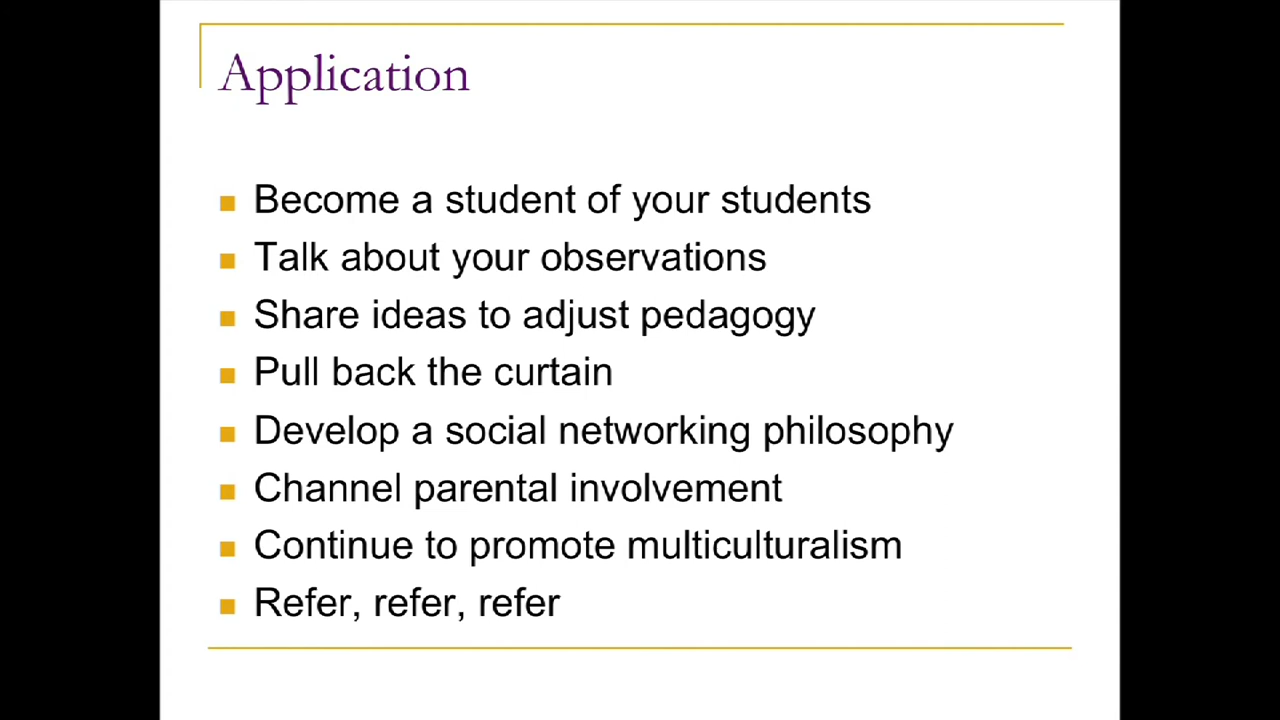 Application
Become a student of your students
Talk about your observations
Share ideas to adjust pedagogy
Pull back the curtain
Develop a social networking philosophy
Channel parental involvement
Continue to promote multiculturalism
Refer, refer, refer